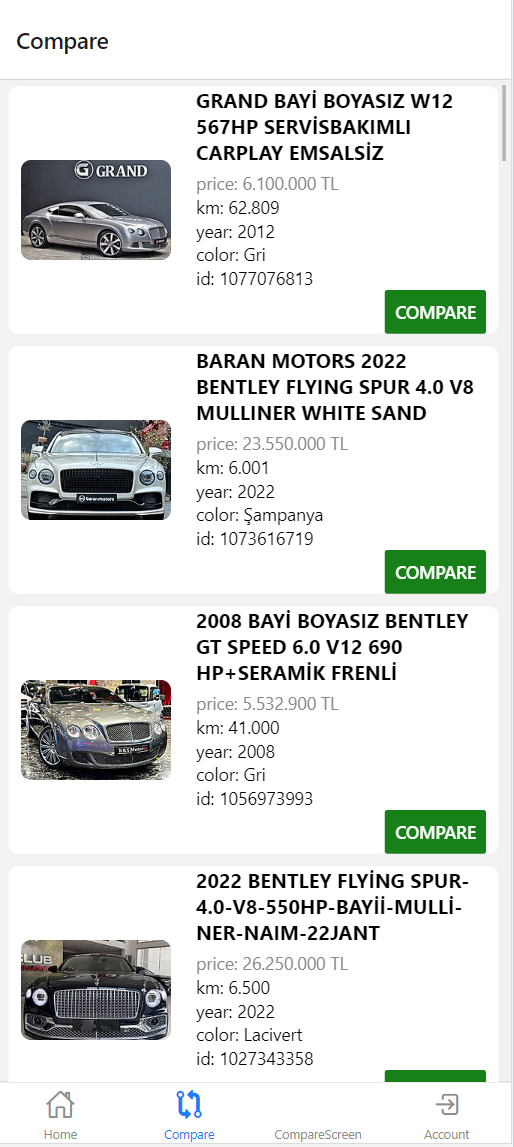 Compare
GRAND BAYİ BOYASIZ W12
567HP SERVİSBAKIMLI
CARPLAY EMSALSİZ
GRAND
price: 6.100.000 TL
km: 62.809
year: 2012
color: Gri
id: 1077076813
COMPARE
BARAN MOTORS 2022
BENTLEY FLYING SPUR 4.0 V8
MULLINER WHITE SAND
price: 23.550.000 TL
km: 6.001
year: 2022
color: Şampanya
baran motors
id: 1073616719
COMPARE
2008 BAYİ BOYASIZ BENTLEY
GT SPEED 6.0 V12 690
HP+SERAMİK FRENLİ
price: 5.532.900 TL
km: 41.000
year: 2008
color: Gri
id: 1056973993
COMPARE
2022 BENTLEY FLYİNG SPUR-
4.0-V8-550HP-BAYİİ-MULLİ-
NER-NAIM-22JANT
CLUB
price: 26.250.000 TL
km: 6.500
year: 2022
color: Lacivert
id: 1027343358
Home
Compare
CompareScreen
Account